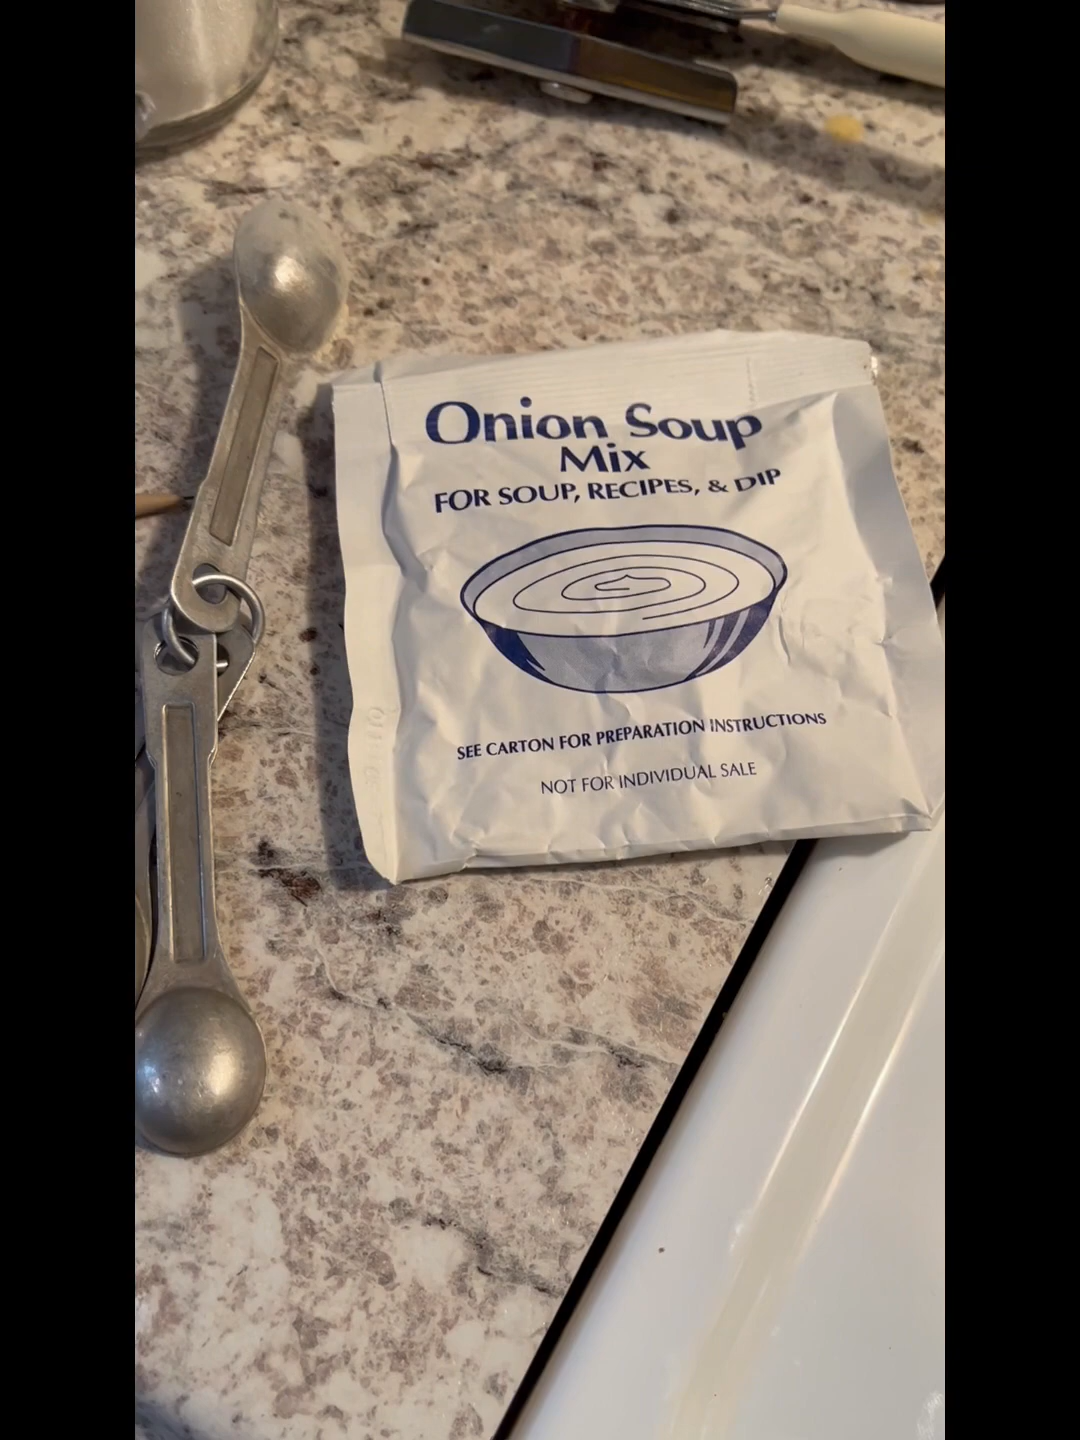 Onion Soup
Mix
FOR SOUP, RECIPES, & DIP
SEE CARTON FOR PREPARATION INSTRUCTIONS
NOT FOR INDIVIDUAL SALE